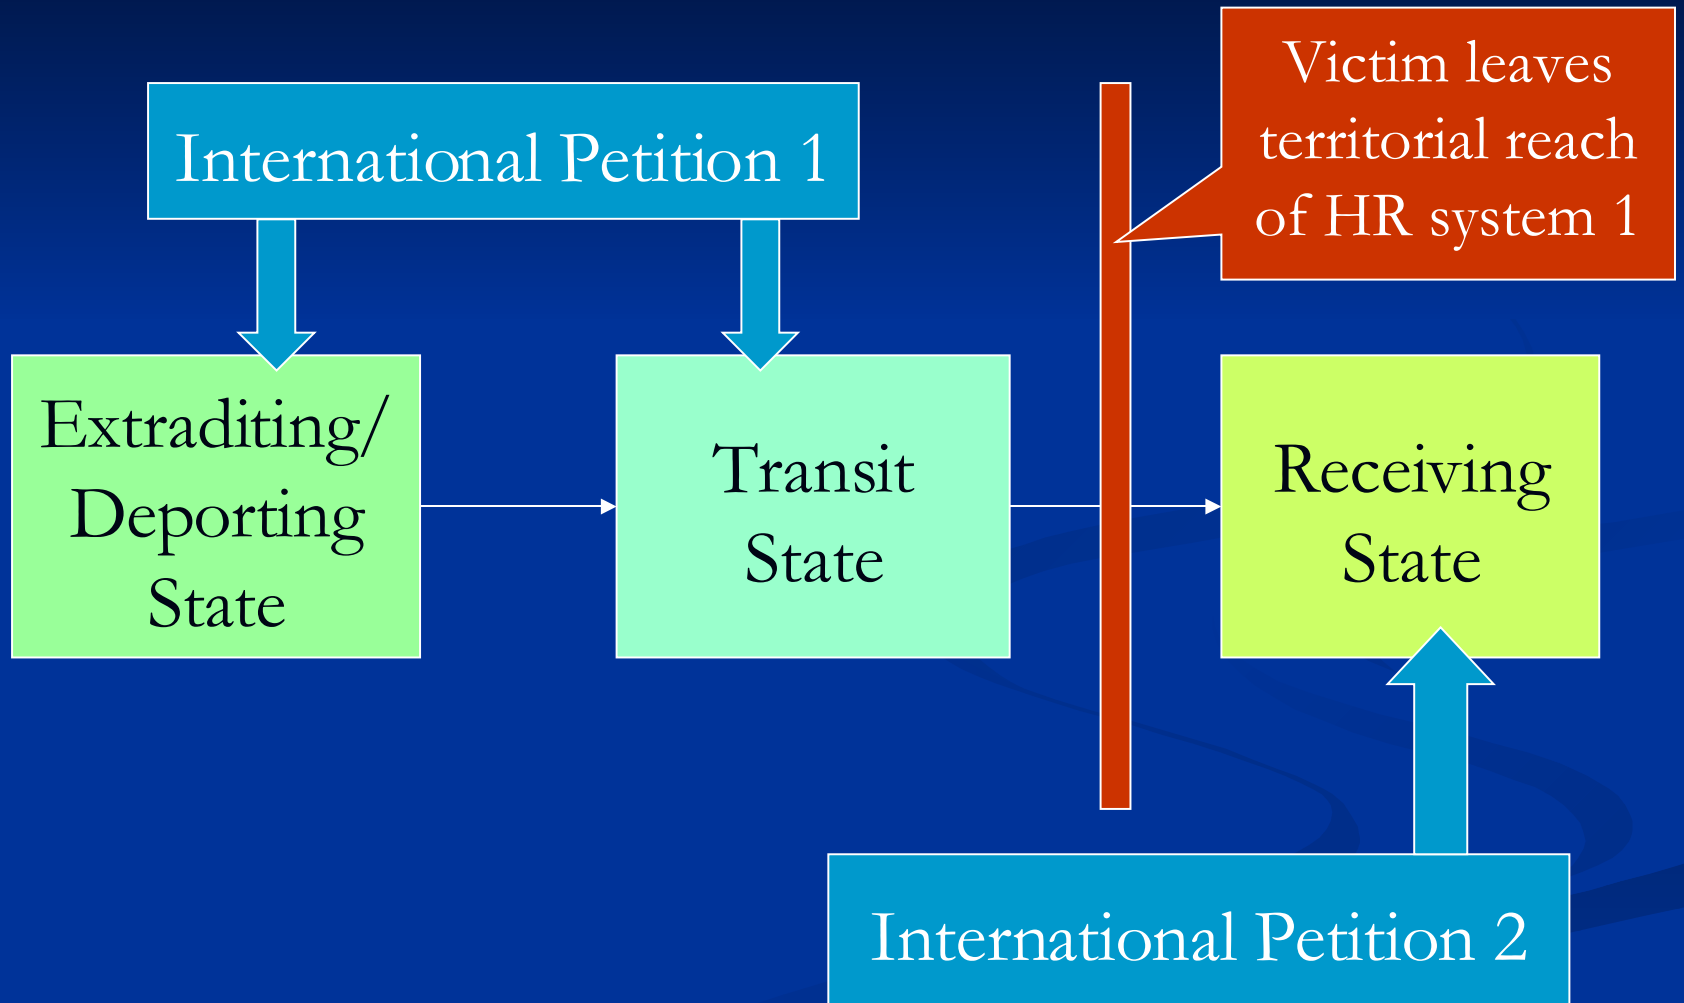 International Petition 1
Victim leaves
territorial reach
of HR system 1
Extraditing/
Deporting
State
Transit
State
Receiving
State
International Petition 2